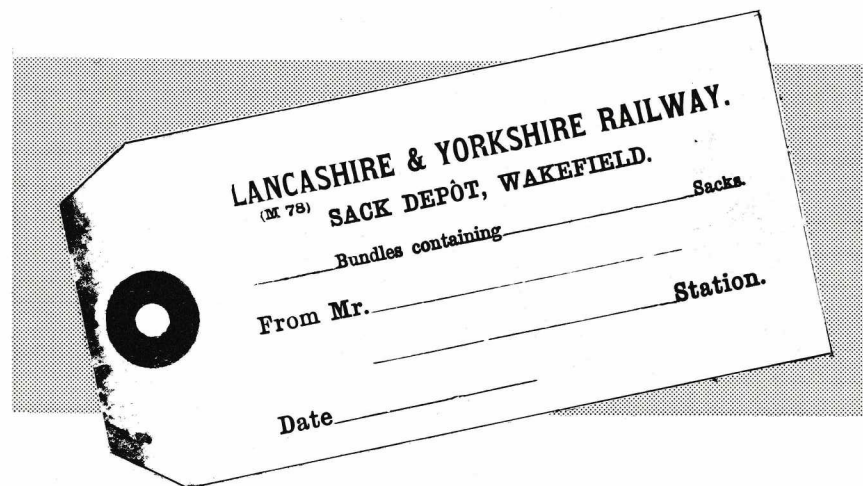 LANCASHIRE & YORKSHIRE RAILWAY.
(M 78) SACK DEPÔT, WAKEFIELD.
Bundles containing Sacks.
From Mr.
Station.
Date